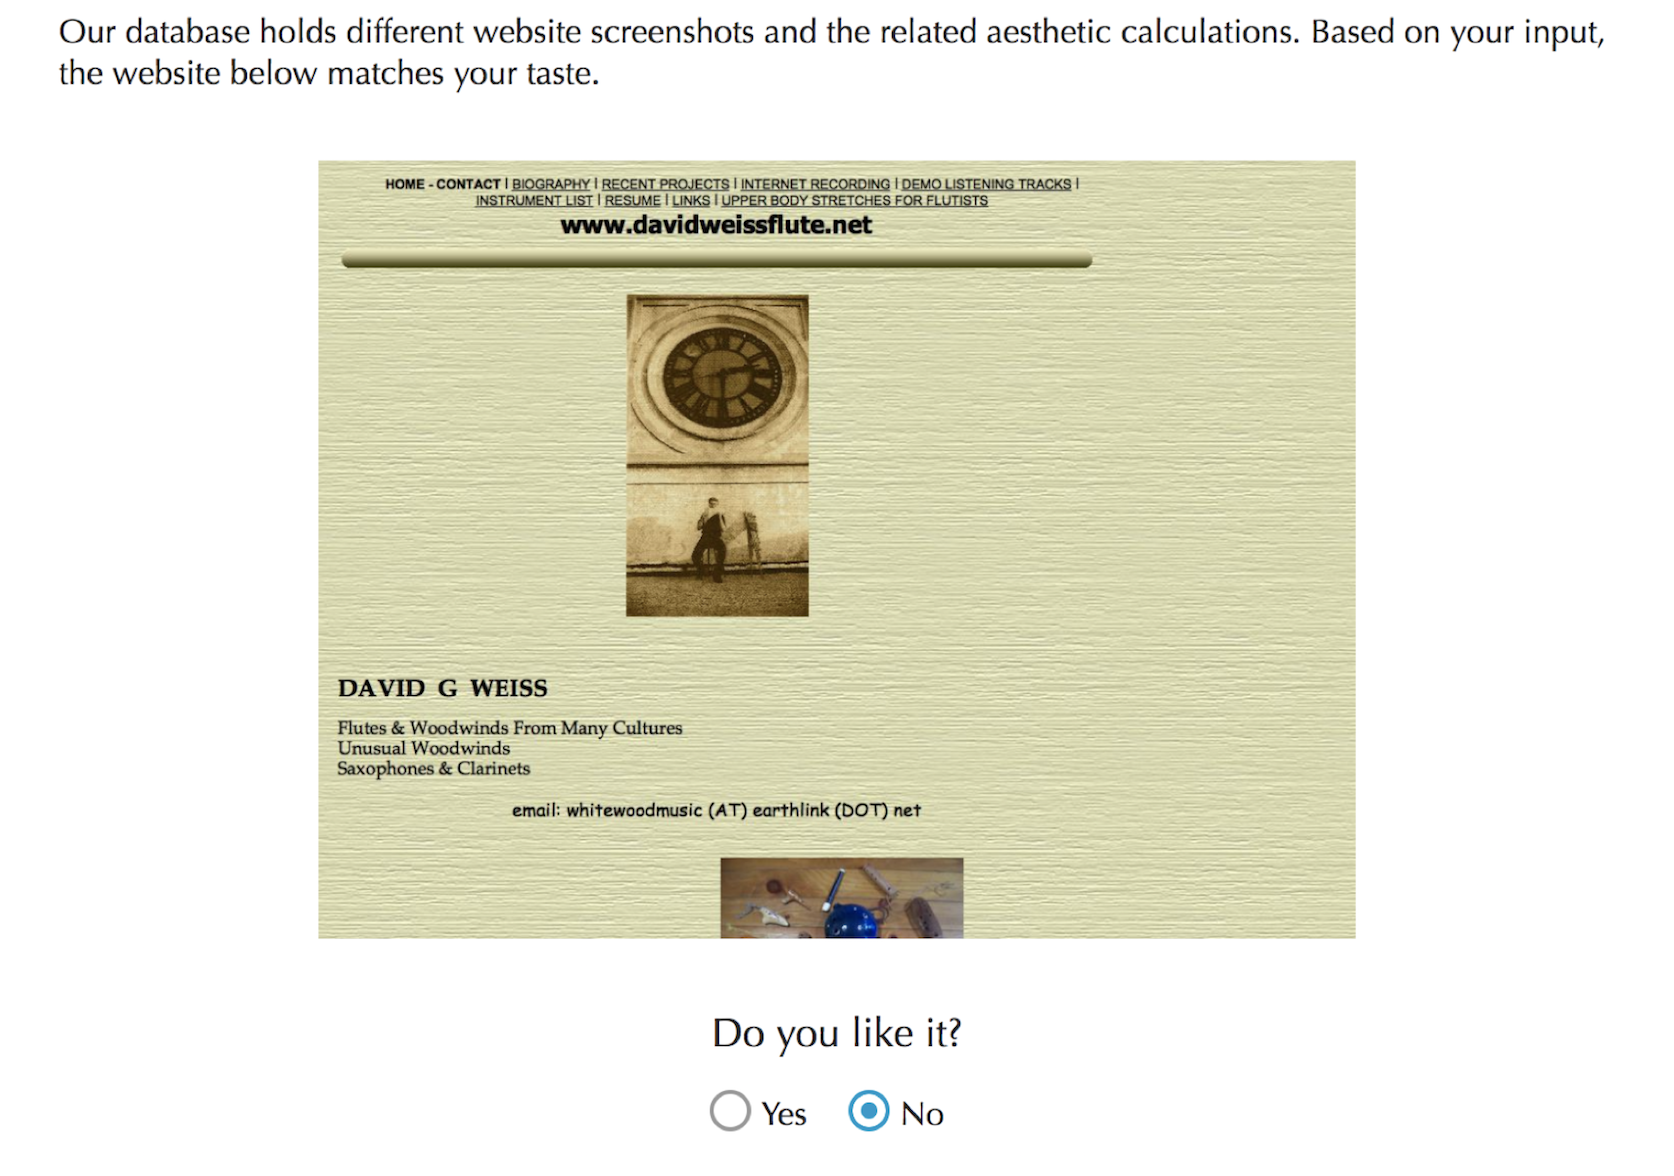 Our database holds different website screenshots and the related aesthetic calculations. Based on your input,
the website below matches your taste.
HOME - CONTACT | BIOGRAPHY | RECENT PROJECTS | INTERNET RECORDING | DEMO LISTENING TRACKS |
INSTRUMENT LIST | RESUME | LINKS | UPPER BODY STRETCHES FOR FLUTISTS
www.davidweissflute.net
DAVID G WEISS
Flutes & Woodwinds From Many Cultures
Unusual Woodwinds
Saxophones & Clarinets
email: whitewoodmusic (AT) earthlink (DOT) net
Do you like it?
Yes No